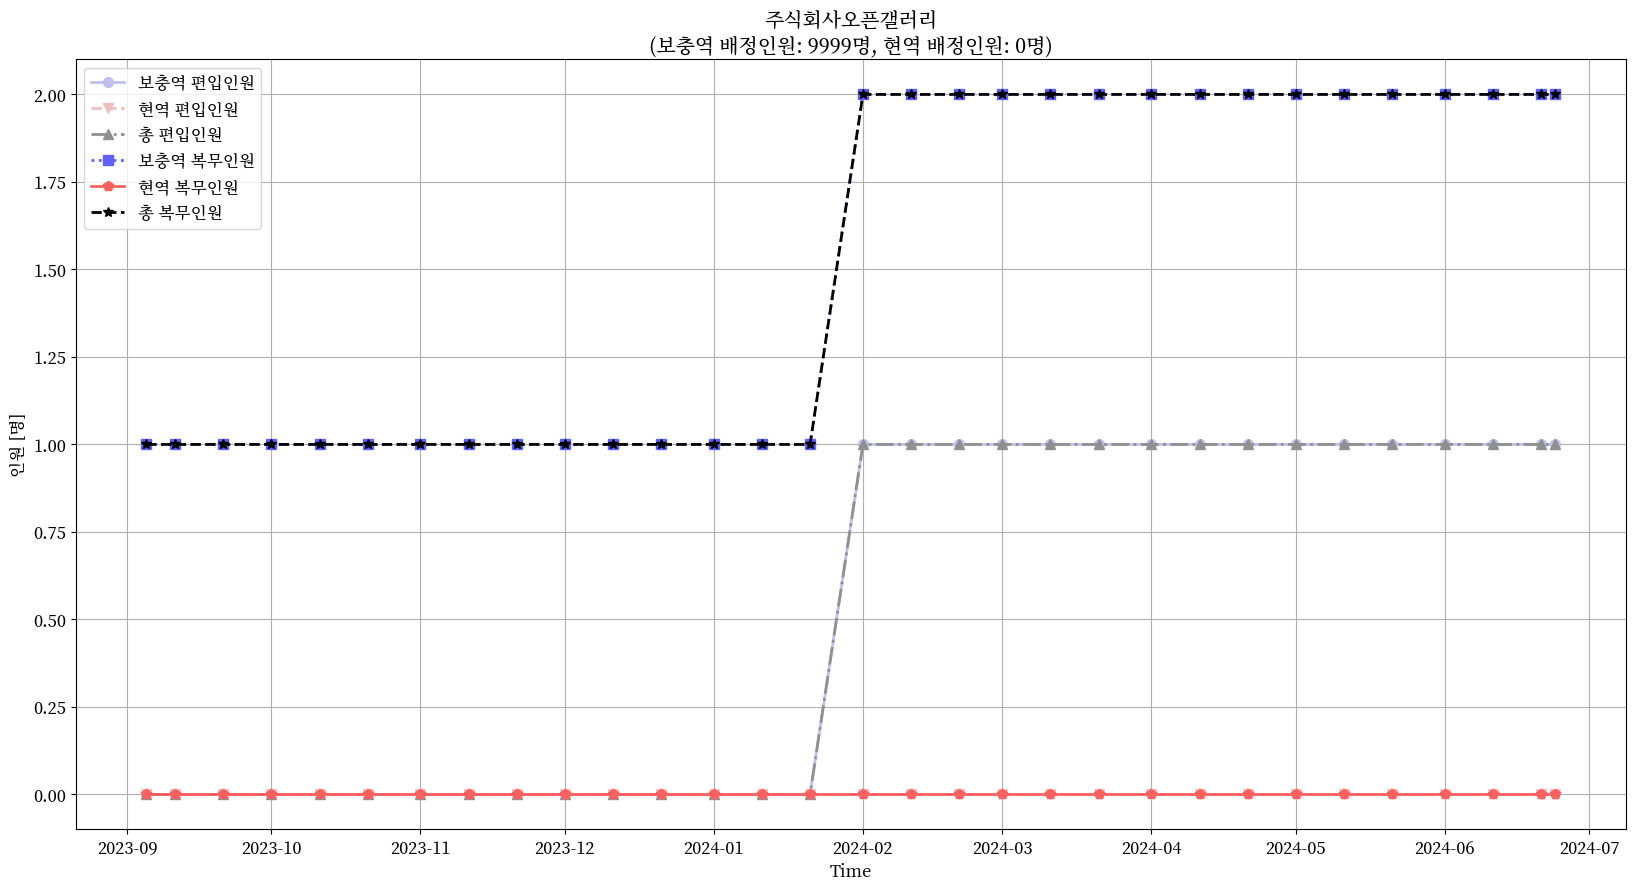 주식회사오픈갤러리
(보충역 배정인원: 9999명, 현역 배정인원: 0명)
보충역 편입인원
현역 편입인원
총 편입인원
보충역 복무인원
현역 복무인원
총 복무인원
2.00
1.75
1.50
1.25
1.00
0.75
0.50
0.25
0.00
인원 [명]
2023-09
2023-10
2023-11
2023-12
2024-01
2024-02
2024-03
2024-04
2024-05
2024-06
2024-07
Time